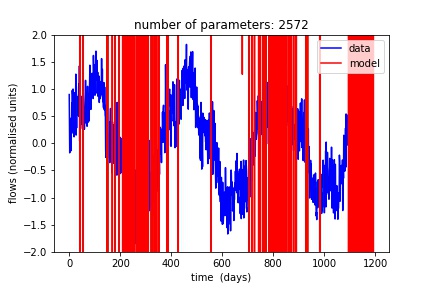 number of parameters: 2572
2.0
1.5
1.0
0.5
0.0
−0.5
−1.0
−1.5
−2.0
flows (normalised units)
data
model
0 200 400 600 800 1000 1200
time (days)